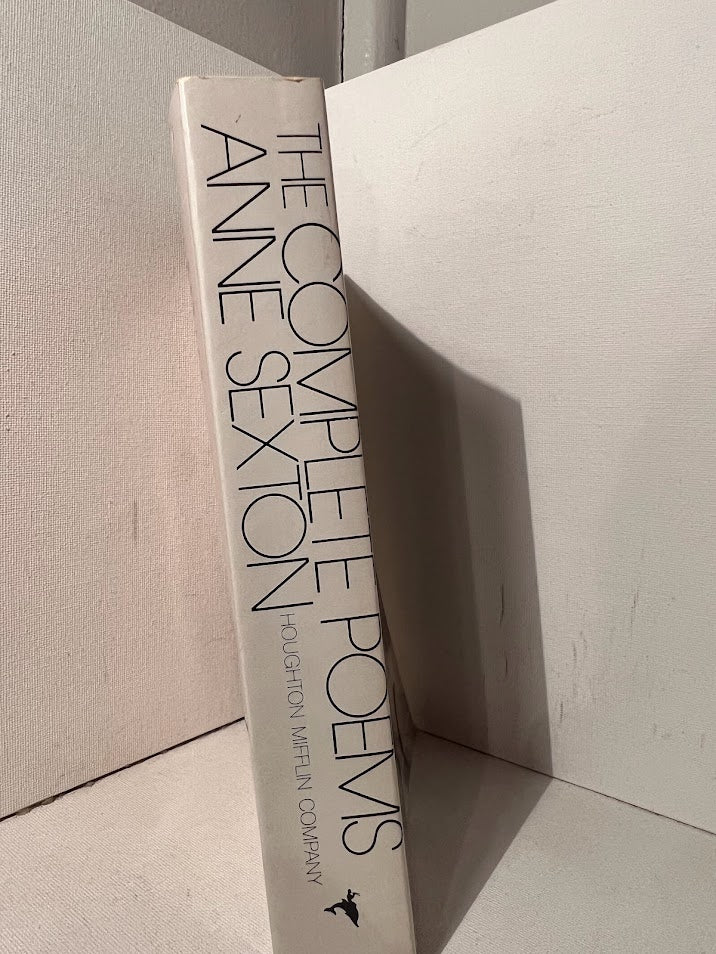 THE COMPLETE POEMS
ANNE SEXTON
HOUGHTON MIFFLIN COMPANY